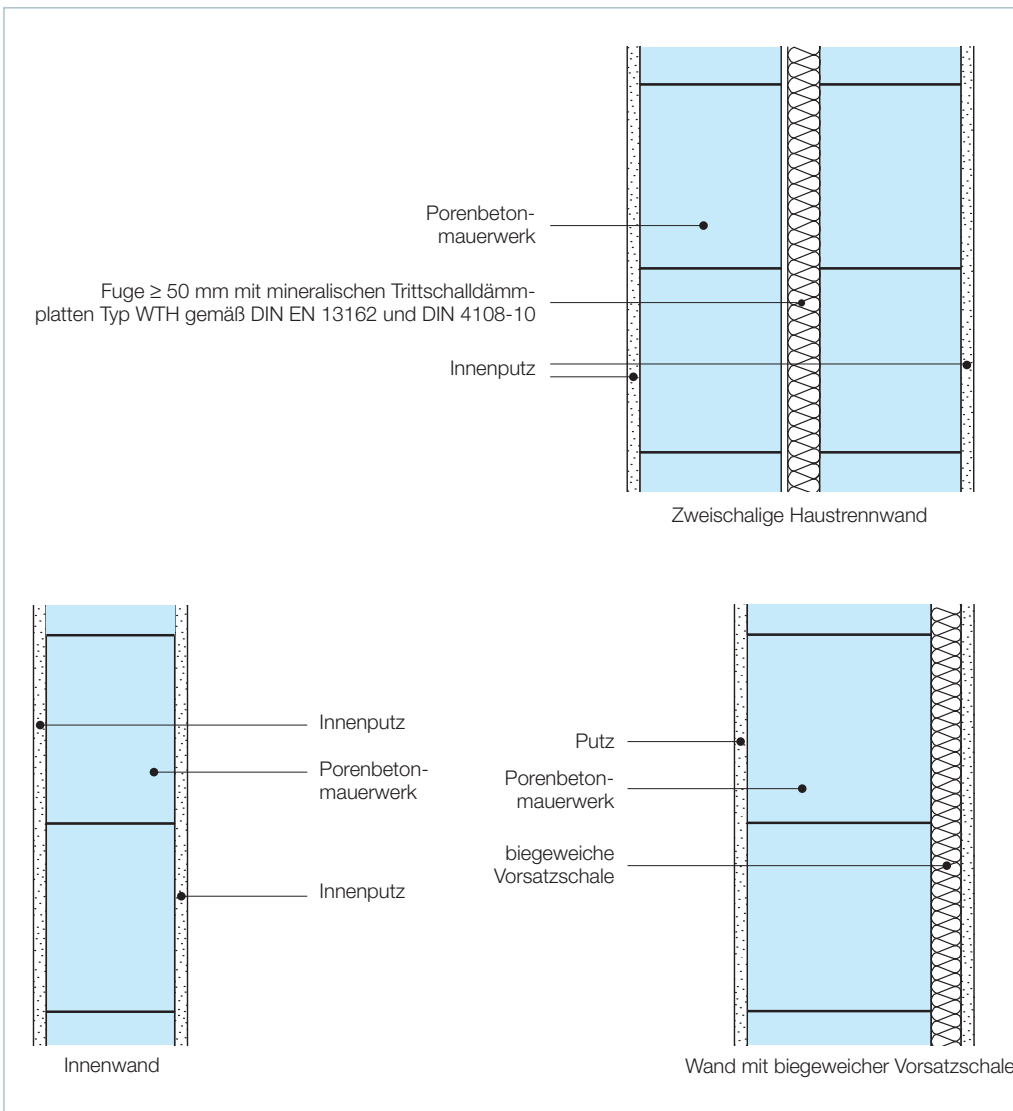 Porenbeton-
mauerwerk
Fuge ≥ 50 mm mit mineralischen Trittschalldämm-
platten Typ WTH gemäß DIN EN 13162 und DIN 4108-10
Innenputz
Zweischalige Haustrennwand
Innenputz
Porenbeton-
mauerwerk
Innenputz
Innenwand
Putz
Porenbeton-
mauerwerk
biegeweiche
Vorsatzschale
Wand mit biegeweicher Vorsatzschale